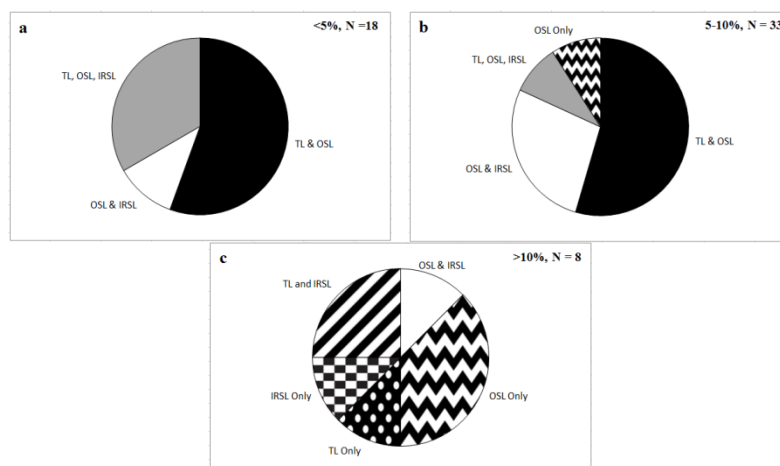 a
<5%, N =18
TL, OSL, IRSL
TL & OSL
OSL & IRSL
b
5-10%, N = 33
OSL Only
TL, OSL, IRSL
TL & OSL
OSL & IRSL
c
>10%, N = 8
TL and IRSL
OSL & IRSL
IRSL Only
OSL Only
TL Only